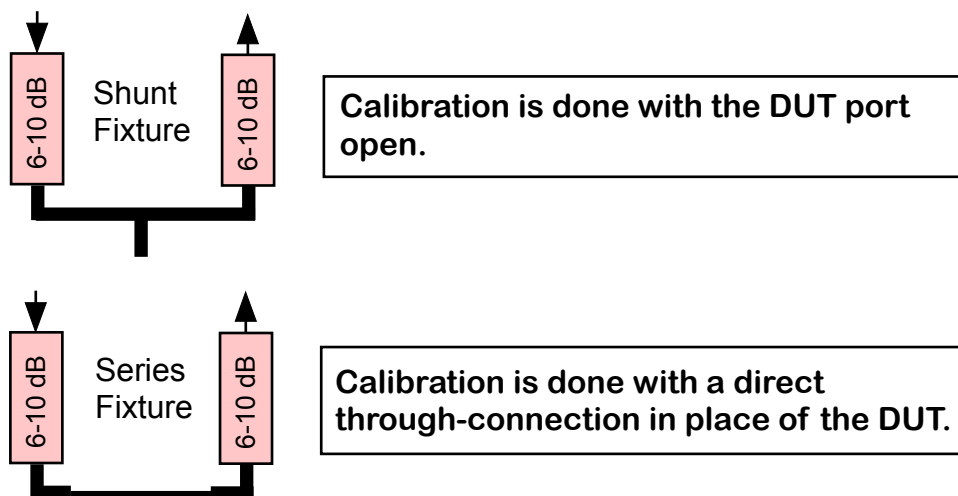 6-10 dB
Shunt
Fixture
6-10 dB
Calibration is done with the DUT port
open.
6-10 dB
Series
Fixture
6-10 dB
Calibration is done with a direct
through-connection in place of the DUT.